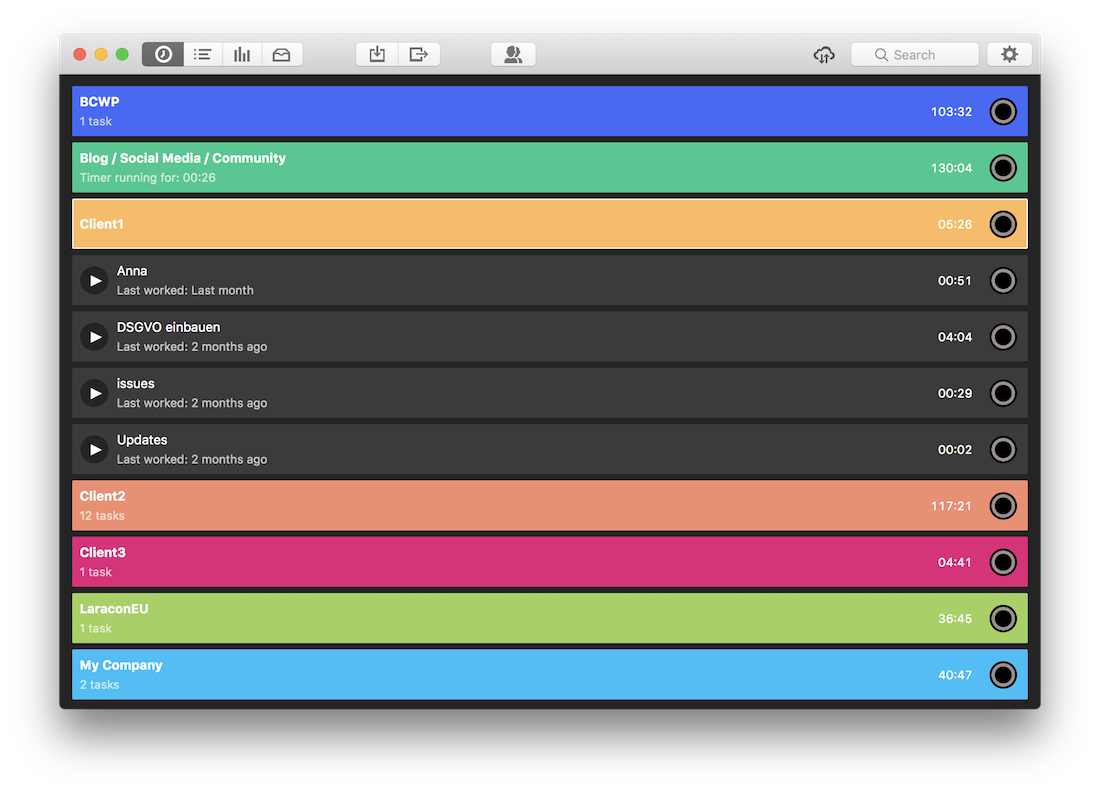 Search
BCWP
1 task
103:32
Blog / Social Media / Community
Timer running for: 00:26
130:04
Client1
05:26
Anna
Last worked: Last month
00:51
DSGVO einbauen
Last worked: 2 months ago
04:04
issues
Last worked: 2 months ago
00:29
Updates
Last worked: 2 months ago
00:02
Client2
12 tasks
117:21
Client3
1 task
04:41
LaraconEU
1 task
36:45
My Company
2 tasks
40:47